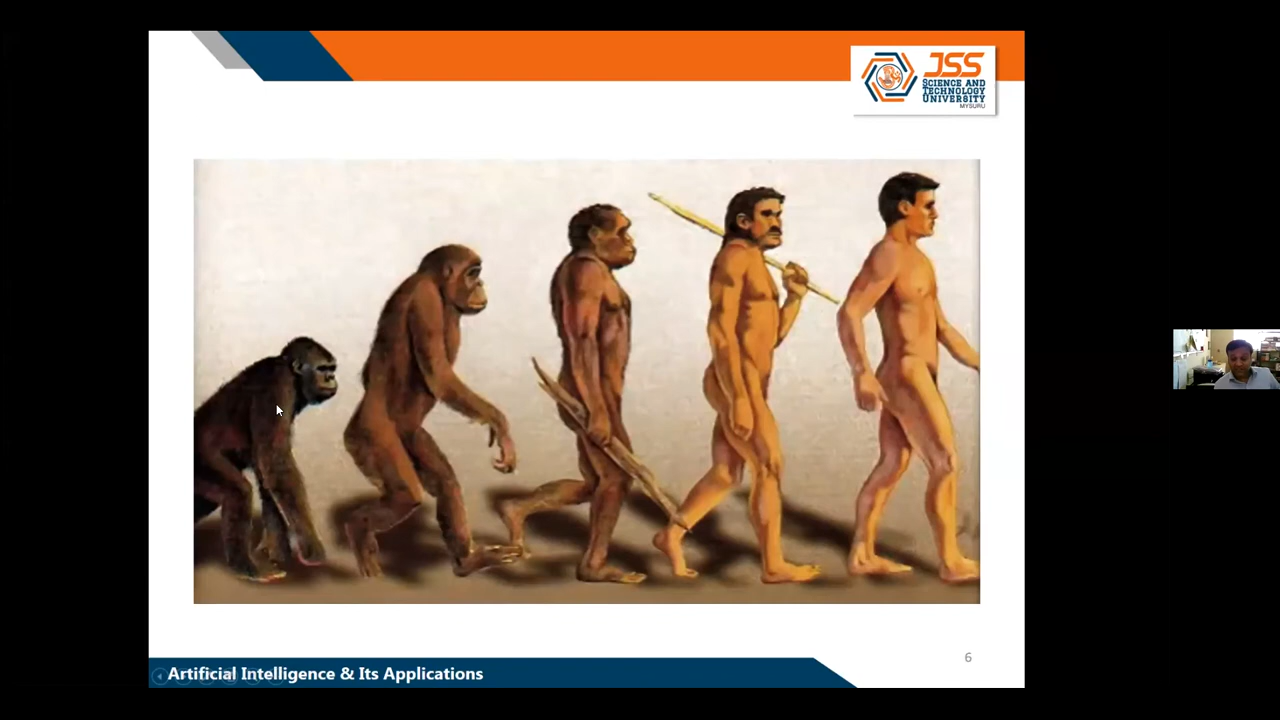 JSS
SCIENCE AND
TECHNOLOGY
UNIVERSITY
MYSURU
6
Artificial Intelligence & Its Applications